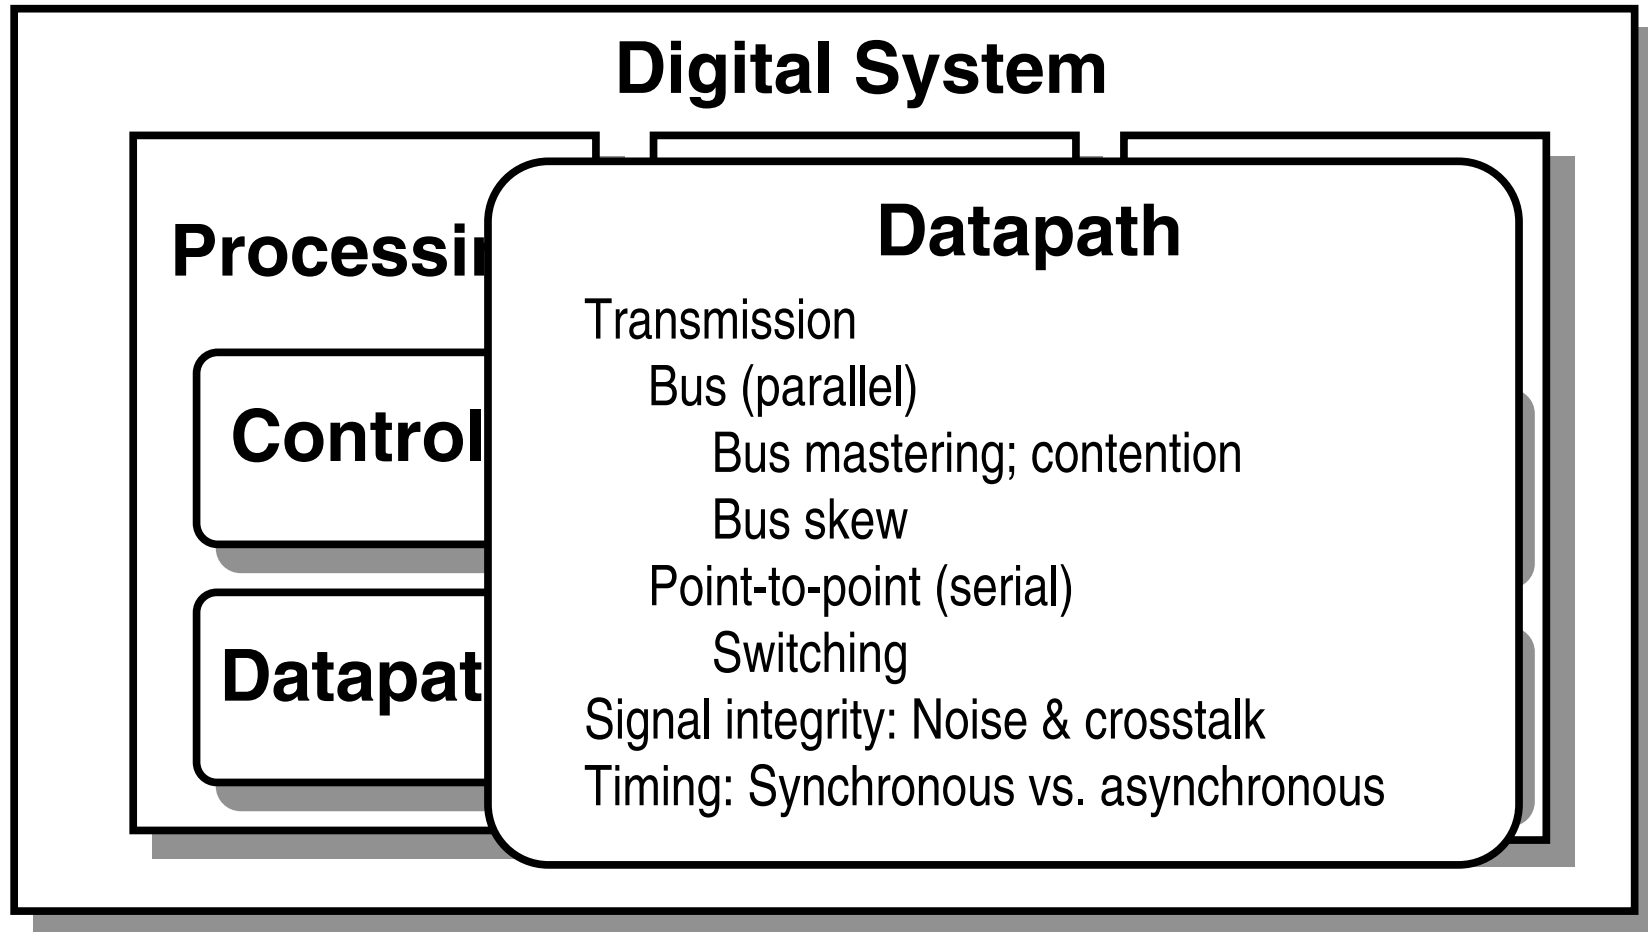 Digital System
Processin
Datapath
Transmission
Bus (parallel)
Control
Bus mastering; contention
Bus skew
Point-to-point (serial)
Switching
Datapat
Signal integrity: Noise & crosstalk
Timing: Synchronous vs. asynchronous